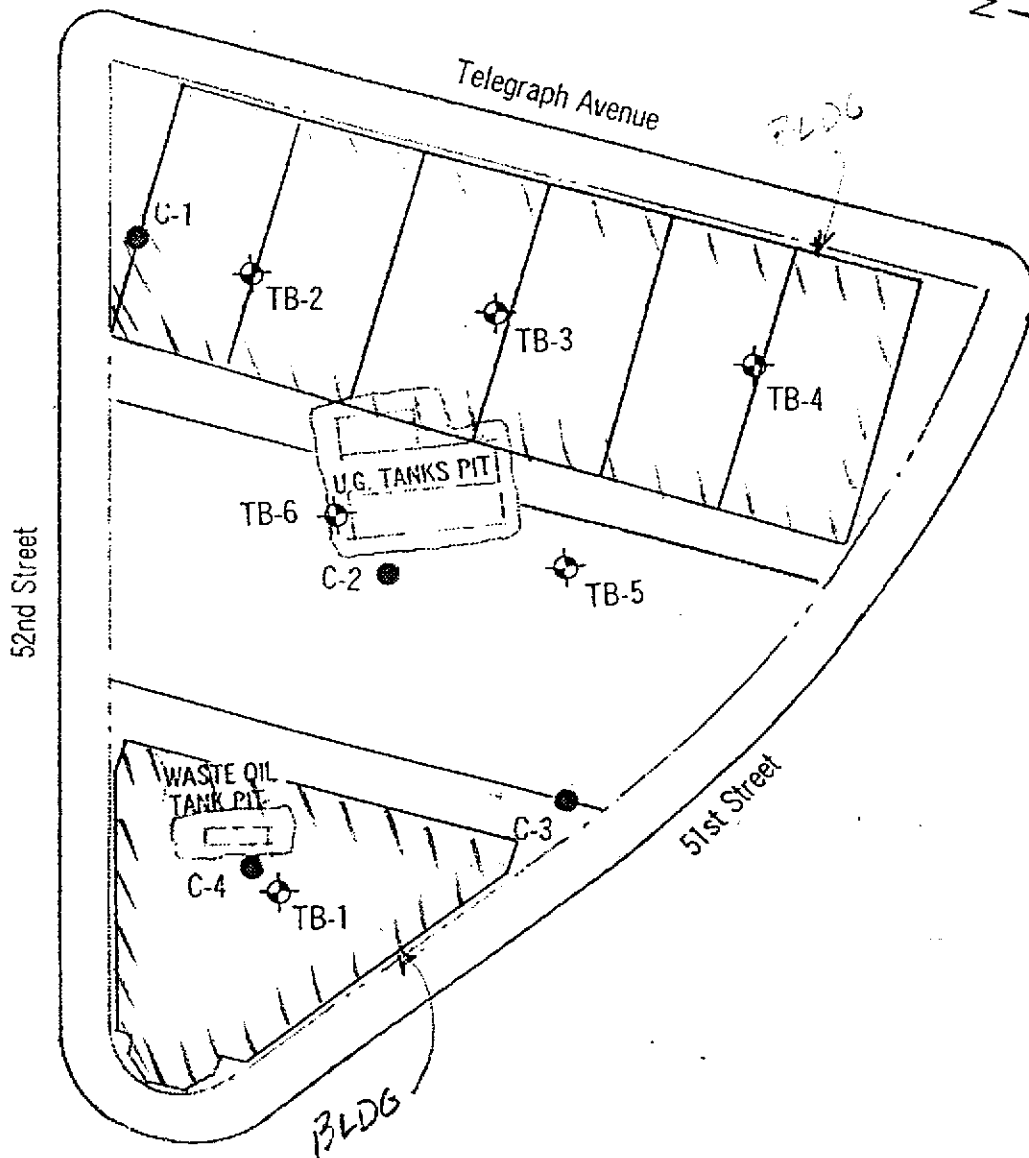 Telegraph Avenue
BLDG
C-1
TB-2
TB-3
TB-4
U.G. TANKS PIT
TB-6
C-2
TB-5
52nd Street
WASTE OIL
TANK PIT
C-3
51st Street
C-4
TB-1
BLDG